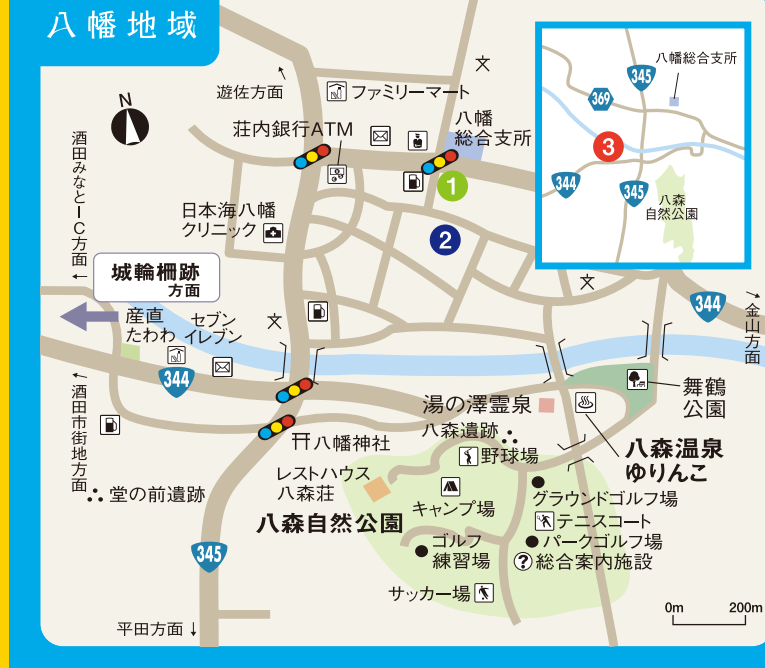 八幡地域
N
遊佐方面
ファミリーマート
荘内銀行ATM
八幡
総合支所
1
2
酒田みなとIC方面
日本海八幡
クリニック
城輪柵跡
方面
産直
たわわ
セブン
イレブン
344
酒田市街地方面
八幡神社
堂の前遺跡
レストハウス
八森荘
八森自然公園
345
平田方面
湯の澤霊泉
八森遺跡
野球場
キャンプ場
ゴルフ
練習場
サッカー場
グラウンドゴルフ場
テニスコート
パークゴルフ場
?
総合案内施設
八森温泉
ゆりんこ
舞鶴
公園
344
金山方面
0m
200m
八幡総合支所
345
369
3
344
345
八森
自然公園